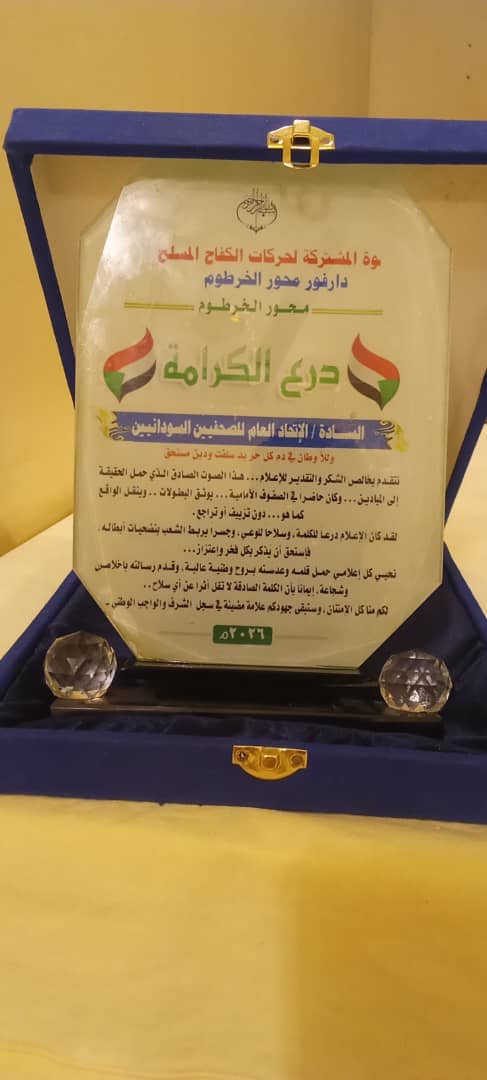 وة المشتركة لحركات الكفاح المسلح
دارفور محور الخرطوم
محور الخرطوم
درع الكرامة
السادة / الإتحاد العام للصحفيين السودانيين
وللأوطان في دم كل حر يد سلفت ودين مستحق
نتقدم بخالص الشكر والتقدير للإعلام... هذا الصوت الصادق الذي حمل الحقيقة
إلى الميادين... وكان حاضرا في الصفوف الأمامية.. يوثق البطولات .. وينقل الواقع
كما هو... دون تزييف أو تراجع.
لقد كان الإعلام درعا للكلمة، وسلاحا للوعي، وجسرا يربط الشعب بتضحيات أبطاله،
فاستحق أن يذكر بكل فخر واعتزاز...
نحيي كل إعلامي حمل قلمه وعدسته بروح وطنية عالية، وقدم رسالته بإخلاص
وشجاعة، إيمانا بأن الكلمة الصادقة لا تقل أثرا عن أي سلاح..
لكم منا كل الامتنان، وستبقى جهودكم علامة مضيئة في سجل الشرف والواجب الوطني ..
٢٠٢٦م